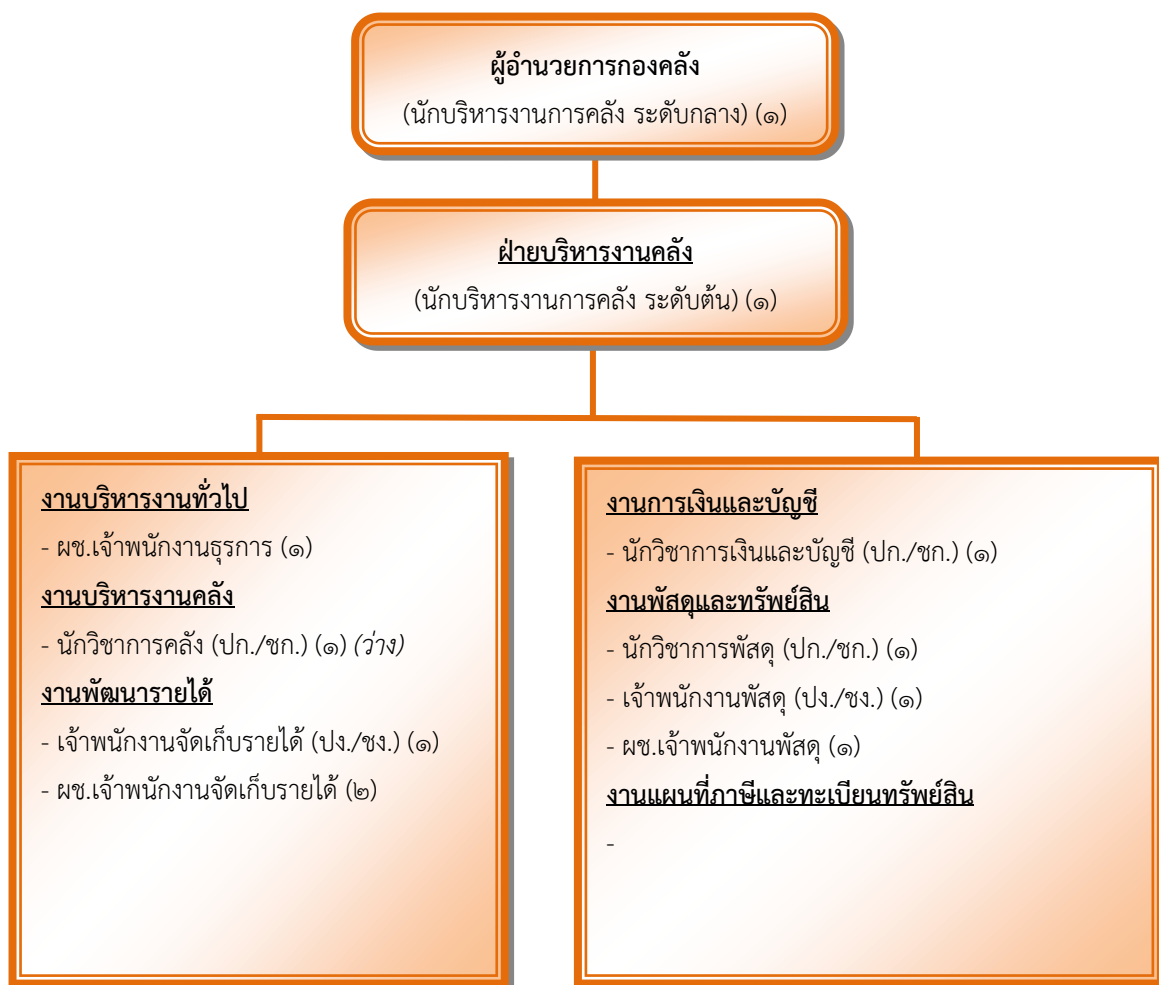 ผู้อำนวยการกองคลัง
(นักบริหารงานการคลัง ระดับกลาง) (๑)
ฝ่ายบริหารงานคลัง
(นักบริหารงานการคลัง ระดับต้น) (๑)
งานบริหารงานทั่วไป
- ผช.เจ้าพนักงานธุรการ (๑)
งานบริหารงานคลัง
- นักวิชาการคลัง (ปก./ชก.) (๑) (ว่าง)
งานพัฒนารายได้
- เจ้าพนักงานจัดเก็บรายได้ (ปง./ชง.) (๑)
- ผช.เจ้าพนักงานจัดเก็บรายได้ (๒)
งานการเงินและบัญชี
- นักวิชาการเงินและบัญชี (ปก./ชก.) (๑)
งานพัสดุและทรัพย์สิน
- นักวิชาการพัสดุ (ปก./ชก.) (๑)
- เจ้าพนักงานพัสดุ (ปง./ชง.) (๑)
- ผช.เจ้าพนักงานพัสดุ (๑)
งานแผนที่ภาษีและทะเบียนทรัพย์สิน
-